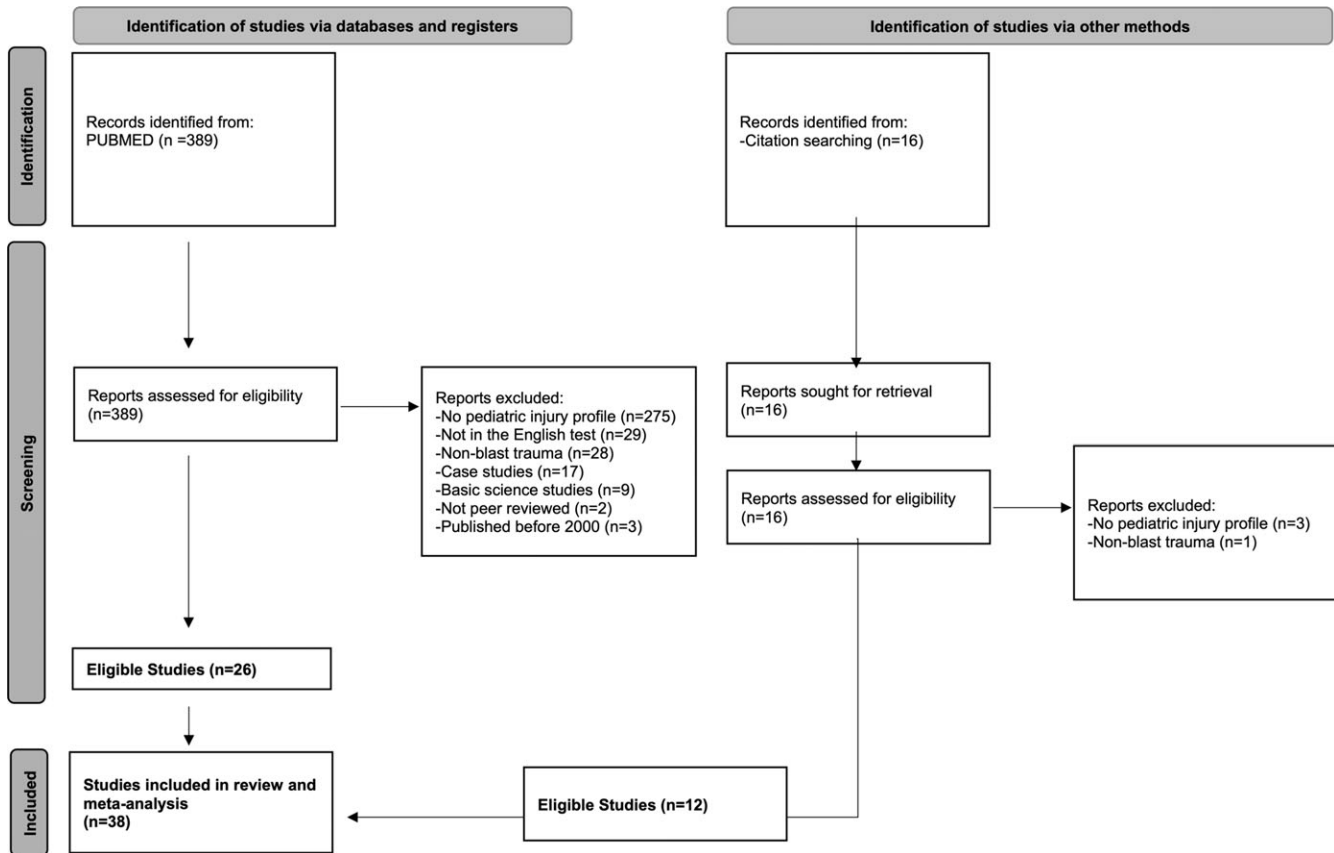 Identification of studies via databases and registers
Identification of studies via other methods
Identification
Records identified from:
PUBMED (n =389)
Records identified from:
-Citation searching (n=16)
Screening
Reports assessed for eligibility
(n=389)
Reports excluded:
-No pediatric injury profile (n=275)
-Not in the English test (n=29)
-Non-blast trauma (n=28)
-Case studies (n=17)
-Basic science studies (n=9)
-Not peer reviewed (n=2)
-Published before 2000 (n=3)
Reports sought for retrieval
(n=16)
Reports assessed for eligibility
(n=16)
Reports excluded:
-No pediatric injury profile (n=3)
-Non-blast trauma (n=1)
Eligible Studies (n=26)
Included
Studies included in review and
meta-analysis
(n=38)
Eligible Studies (n=12)